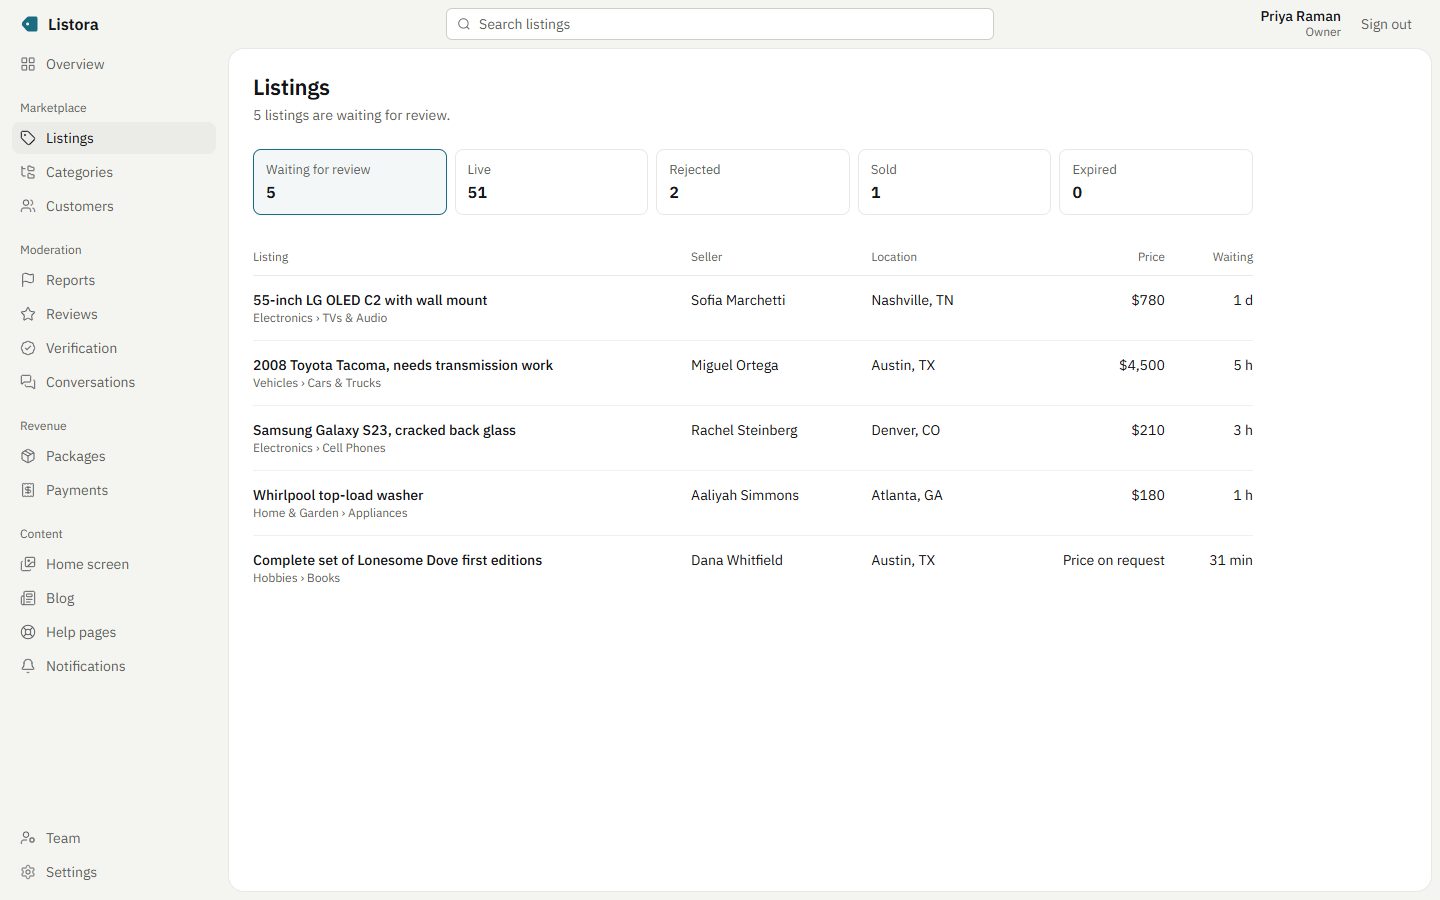 Listora
Search listings
Priya Raman
Owner
Sign out
Overview
Marketplace
Listings
Categories
Customers
Moderation
Reports
Reviews
Verification
Conversations
Revenue
Packages
Payments
Content
Home screen
Blog
Help pages
Notifications
Team
Settings
Listings
5 listings are waiting for review.
Waiting for review
5
Live
51
Rejected
2
Sold
1
Expired
0
Listing Seller Location Price Waiting
55-inch LG OLED C2 with wall mount Sofia Marchetti Nashville, TN $780 1 d
Electronics › TVs & Audio
2008 Toyota Tacoma, needs transmission work Miguel Ortega Austin, TX $4,500 5 h
Vehicles › Cars & Trucks
Samsung Galaxy S23, cracked back glass Rachel Steinberg Denver, CO $210 3 h
Electronics › Cell Phones
Whirlpool top-load washer Aaliyah Simmons Atlanta, GA $180 1 h
Home & Garden › Appliances
Complete set of Lonesome Dove first editions Dana Whitfield Austin, TX Price on request 31 min
Hobbies › Books